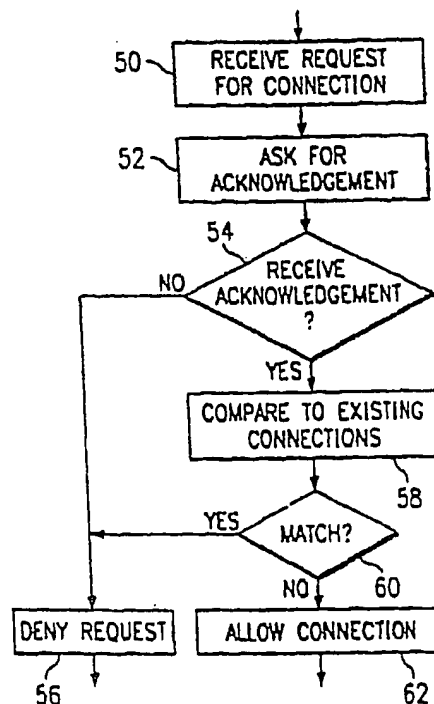 50
RECEIVE REQUEST
FOR CONNECTION
52
ASK FOR
ACKNOWLEDGEMENT
54
RECEIVE
ACKNOWLEDGEMENT
?
NO
YES
COMPARE TO EXISTING
CONNECTIONS
58
YES
MATCH?
60
NO
DENY REQUEST
56
ALLOW CONNECTION
62